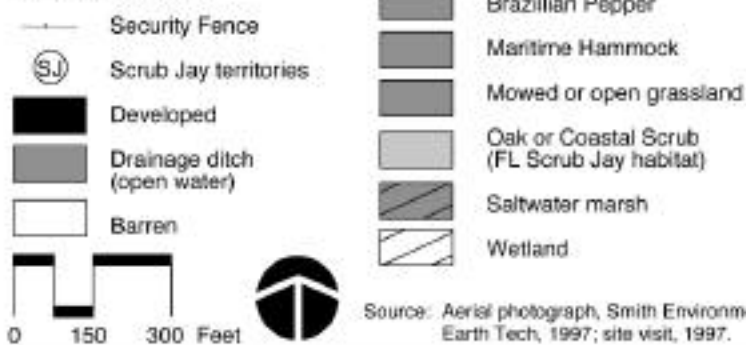 Security Fence
SJ
Scrub Jay territories
Developed
Drainage ditch
(open water)
Barren
0 150 300 Feet
Brazillian Pepper
Maritime Hammock
Mowed or open grassland
Oak or Coastal Scrub
(FL Scrub Jay habitat)
Saltwater marsh
Wetland
Source: Aerial photograph, Smith Environm
Earth Tech, 1997; site visit, 1997.